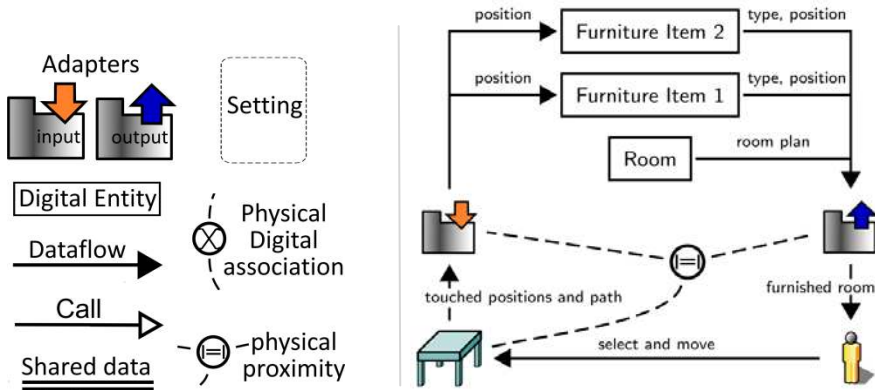 Adapters
input
output
Setting
Digital Entity
Dataflow
Call
Shared data
Physical
Digital
association
physical
proximity
position
Furniture Item 2
type, position
position
Furniture Item 1
type, position
Room
room plan
touched positions and path
furnished room
select and move